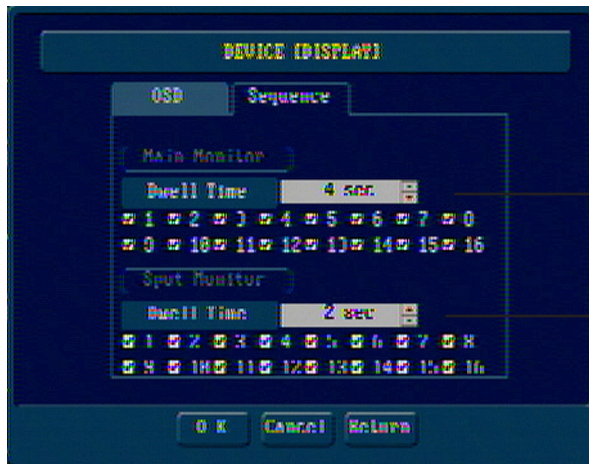 DEVICE [DISPLAY]
OSD Sequence
Main Monitor
Dwell Time 4 sec
1 2 3 4 5 6 7 8
9 10 11 12 13 14 15 16
Spot Monitor
Dwell Time 2 sec
1 2 3 4 5 6 7 8
9 10 11 12 13 14 15 16
OK Cancel Return